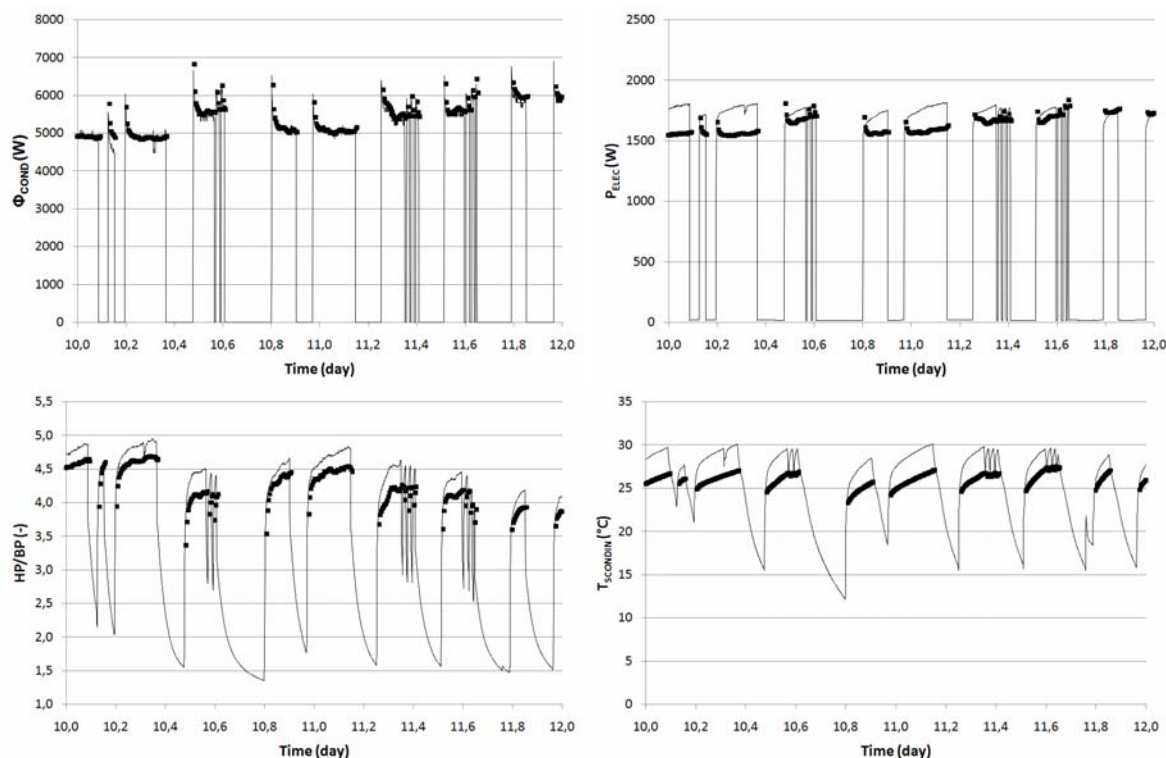 8000
7000
6000
5000
4000
3000
2000
1000
0
Φ_COND (W)
10,0 10,2 10,4 10,6 10,8 11,0 11,2 11,4 11,6 11,8 12,0
Time (day)
2500
2000
1500
1000
500
0
P_ELEC (W)
10,0 10,2 10,4 10,6 10,8 11,0 11,2 11,4 11,6 11,8 12,0
Time (day)
5,5
5,0
4,5
4,0
3,5
3,0
2,5
2,0
1,5
1,0
HP/BP (-)
10,0 10,2 10,4 10,6 10,8 11,0 11,2 11,4 11,6 11,8 12,0
Time (day)
35
30
25
20
15
10
5
0
T_SCONDIN (°C)
10,0 10,2 10,4 10,6 10,8 11,0 11,2 11,4 11,6 11,8 12,0
Time (day)